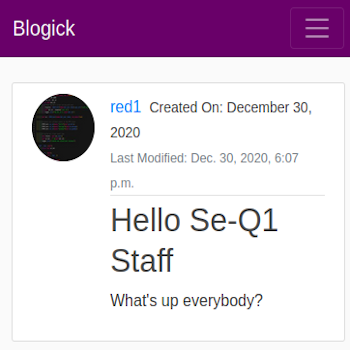 Blogick
red1 Created On: December 30,
2020
Last Modified: Dec. 30, 2020, 6:07
p.m.
Hello Se-Q1
Staff
What's up everybody?